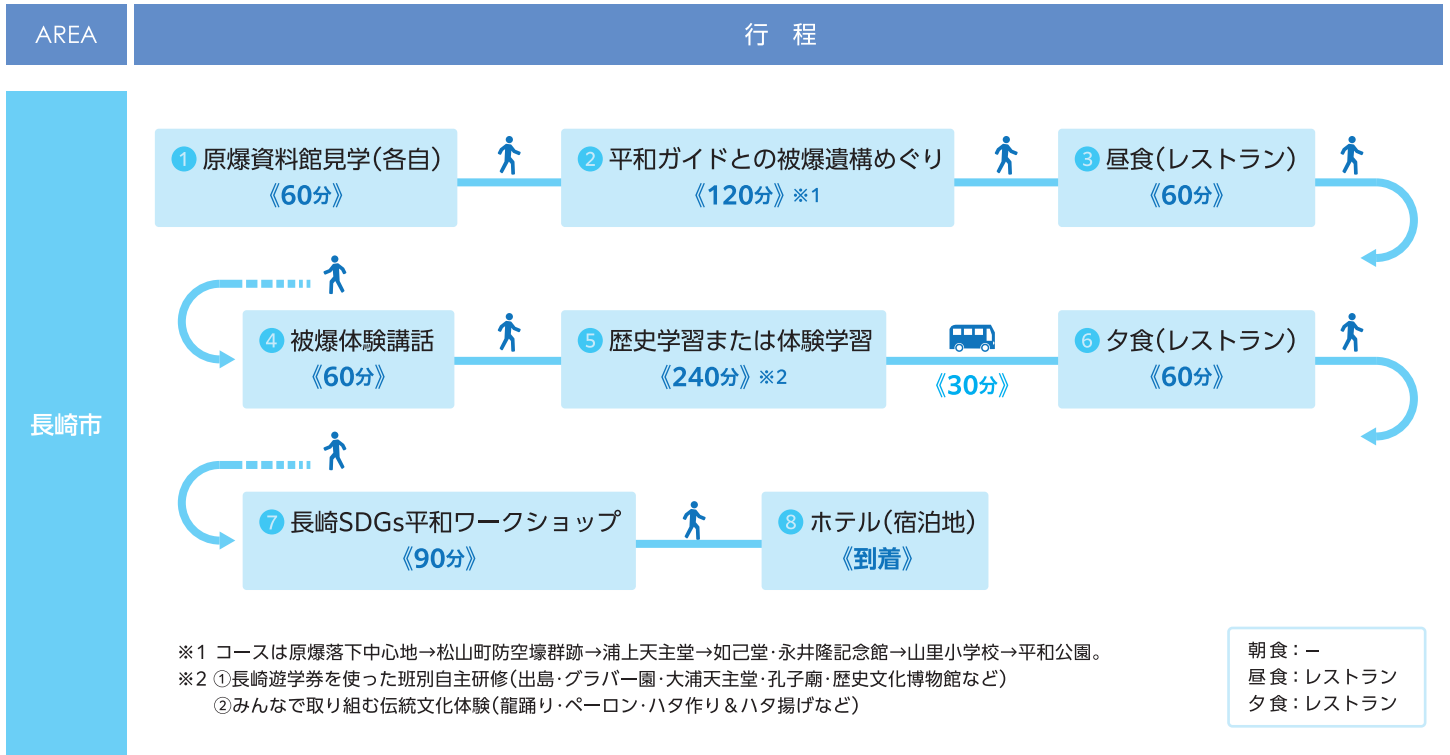 AREA
行 程
長崎市
1 原爆資料館見学(各自)
《60分》
2 平和ガイドとの被爆遺構めぐり
《120分》※1
3 昼食(レストラン)
《60分》
4 被爆体験講話
《60分》
5 歴史学習または体験学習
《240分》※2
《30分》
6 夕食(レストラン)
《60分》
7 長崎SDGs平和ワークショップ
《90分》
8 ホテル(宿泊地)
《到着》
※1 コースは原爆落下中心地→松山町防空壕群跡→浦上天主堂→如己堂·永井隆記念館→山里小学校→平和公園。
※2 ①長崎遊学券を使った班別自主研修(出島·グラバー園·大浦天主堂·孔子廟·歴史文化博物館など)
②みんなで取り組む伝統文化体験(龍踊り·ペーロン·ハタ作り&ハタ揚げなど)
朝食:ー
昼食:レストラン
夕食:レストラン